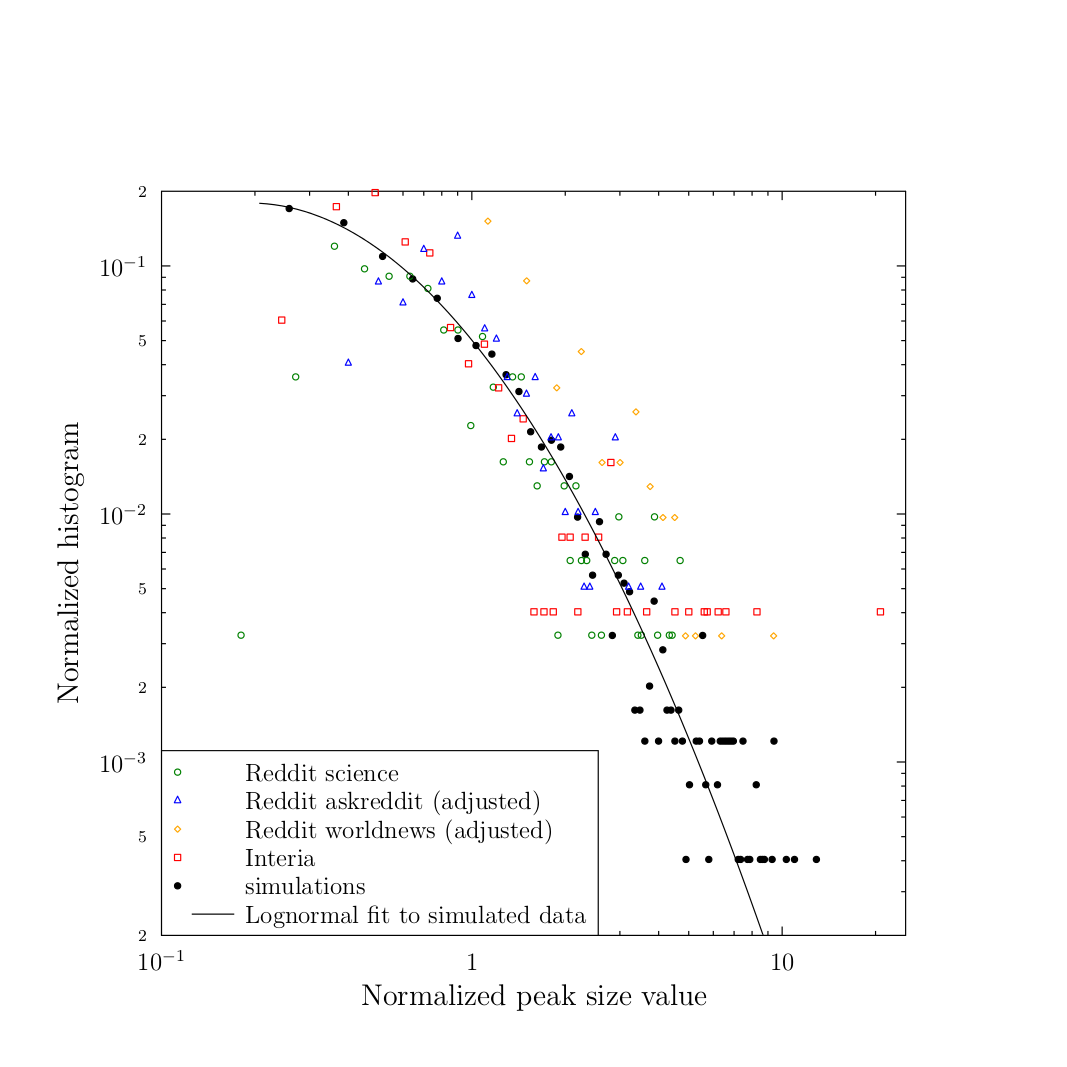 2
10−1
5
2
10−2
5
2
10−3
5
2
Normalized histogram
Reddit science
Reddit askreddit (adjusted)
Reddit worldnews (adjusted)
Interia
simulations
Lognormal fit to simulated data
10−1 1 10
Normalized peak size value